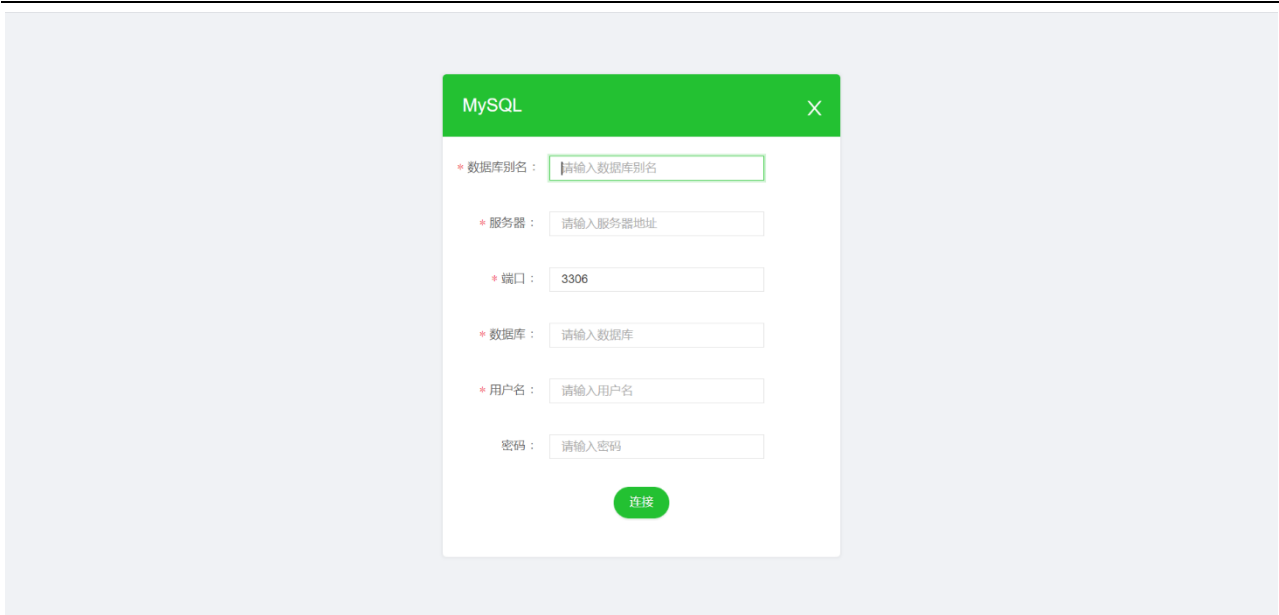 MySQL
* 数据库别名： 请输入数据库别名
* 服务器： 请输入服务器地址
* 端口： 3306
* 数据库： 请输入数据库
* 用户名： 请输入用户名
密码： 请输入密码
连接